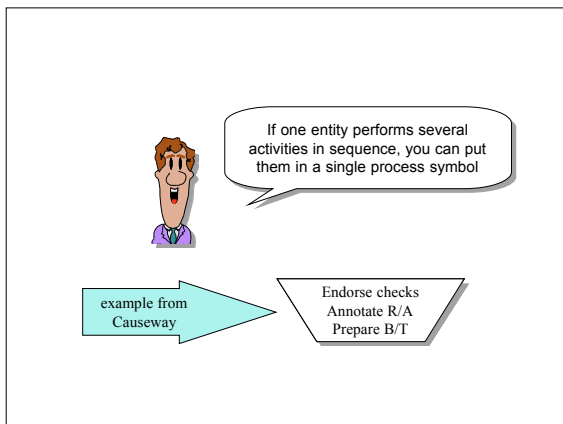 If one entity performs several
activities in sequence, you can put
them in a single process symbol
example from
Causeway
Endorse checks
Annotate R/A
Prepare B/T